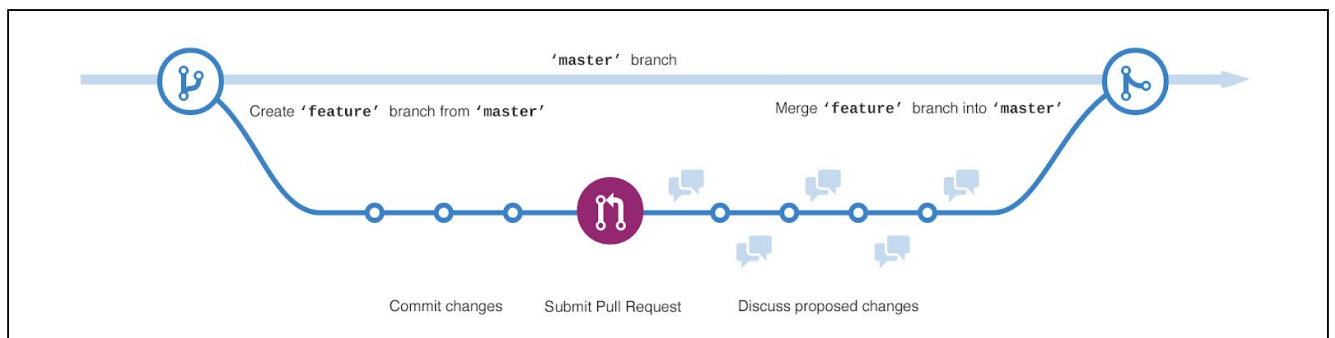 ‘master’ branch
Create ‘feature’ branch from ‘master’
Merge ‘feature’ branch into ‘master’
Commit changes
Submit Pull Request
Discuss proposed changes